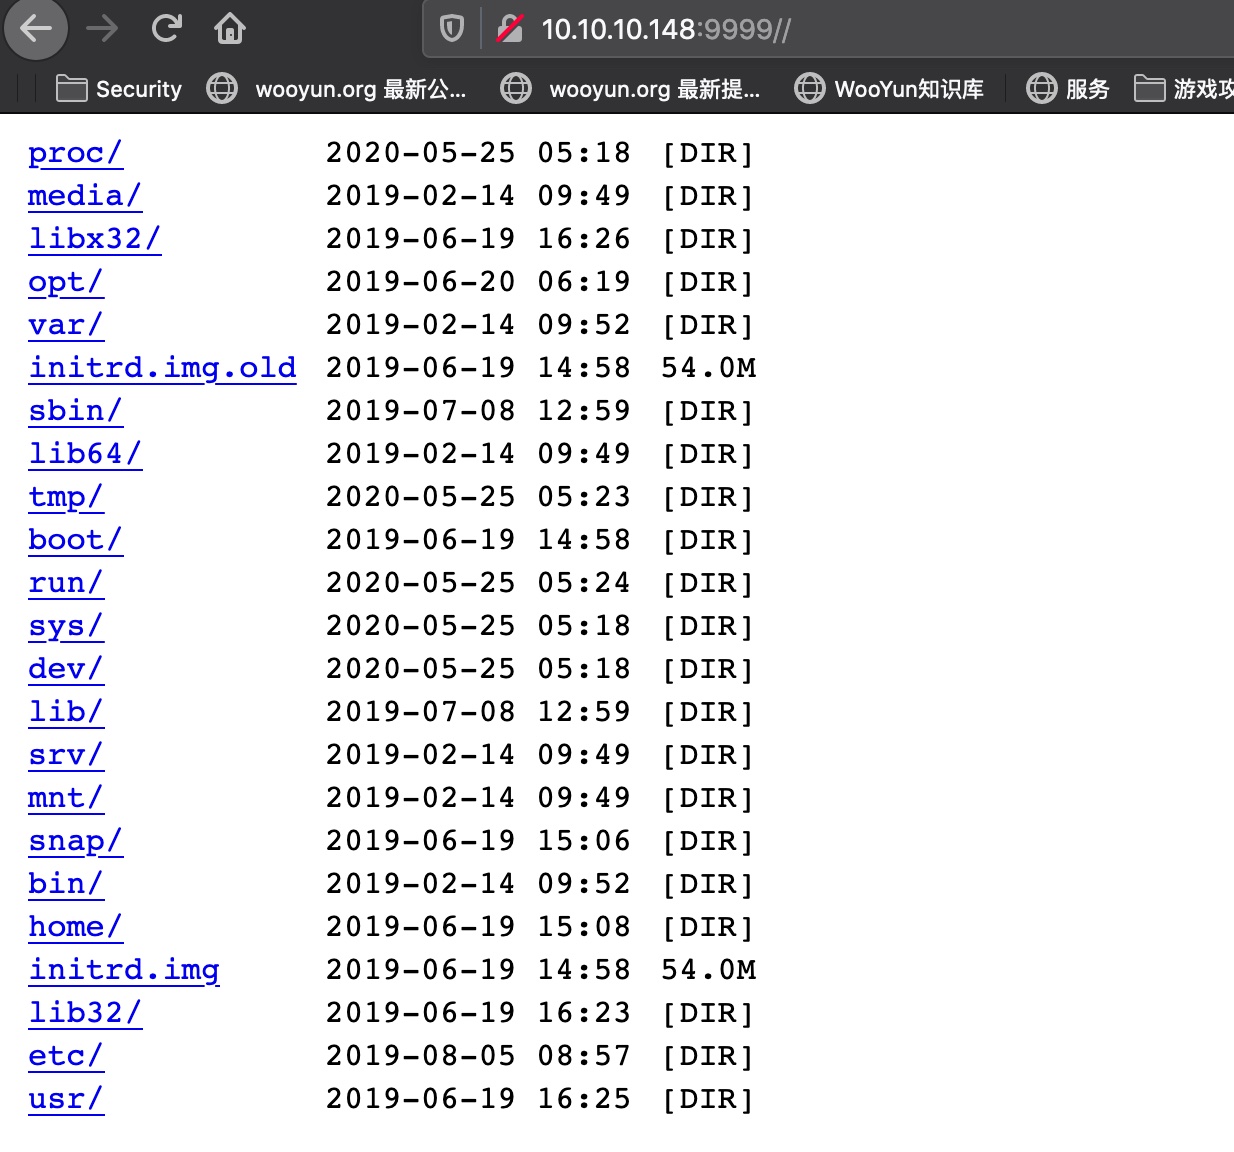 10.10.10.148:9999//
Security wooyun.org 最新公... wooyun.org 最新提... WooYun知识库 服务 游戏攻
proc/ 2020-05-25 05:18 [DIR]
media/ 2019-02-14 09:49 [DIR]
libx32/ 2019-06-19 16:26 [DIR]
opt/ 2019-06-20 06:19 [DIR]
var/ 2019-02-14 09:52 [DIR]
initrd.img.old 2019-06-19 14:58 54.0M
sbin/ 2019-07-08 12:59 [DIR]
lib64/ 2019-02-14 09:49 [DIR]
tmp/ 2020-05-25 05:23 [DIR]
boot/ 2019-06-19 14:58 [DIR]
run/ 2020-05-25 05:24 [DIR]
sys/ 2020-05-25 05:18 [DIR]
dev/ 2020-05-25 05:18 [DIR]
lib/ 2019-07-08 12:59 [DIR]
srv/ 2019-02-14 09:49 [DIR]
mnt/ 2019-02-14 09:49 [DIR]
snap/ 2019-06-19 15:06 [DIR]
bin/ 2019-02-14 09:52 [DIR]
home/ 2019-06-19 15:08 [DIR]
initrd.img 2019-06-19 14:58 54.0M
lib32/ 2019-06-19 16:23 [DIR]
etc/ 2019-08-05 08:57 [DIR]
usr/ 2019-06-19 16:25 [DIR]